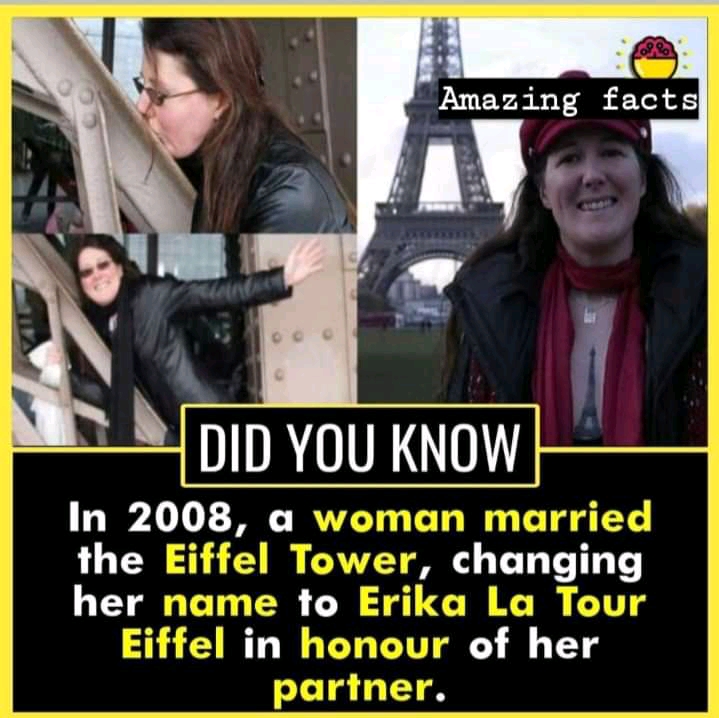 Amazing facts
DID YOU KNOW
In 2008, a woman married
the Eiffel Tower, changing
her name to Erika La Tour
Eiffel in honour of her
partner.